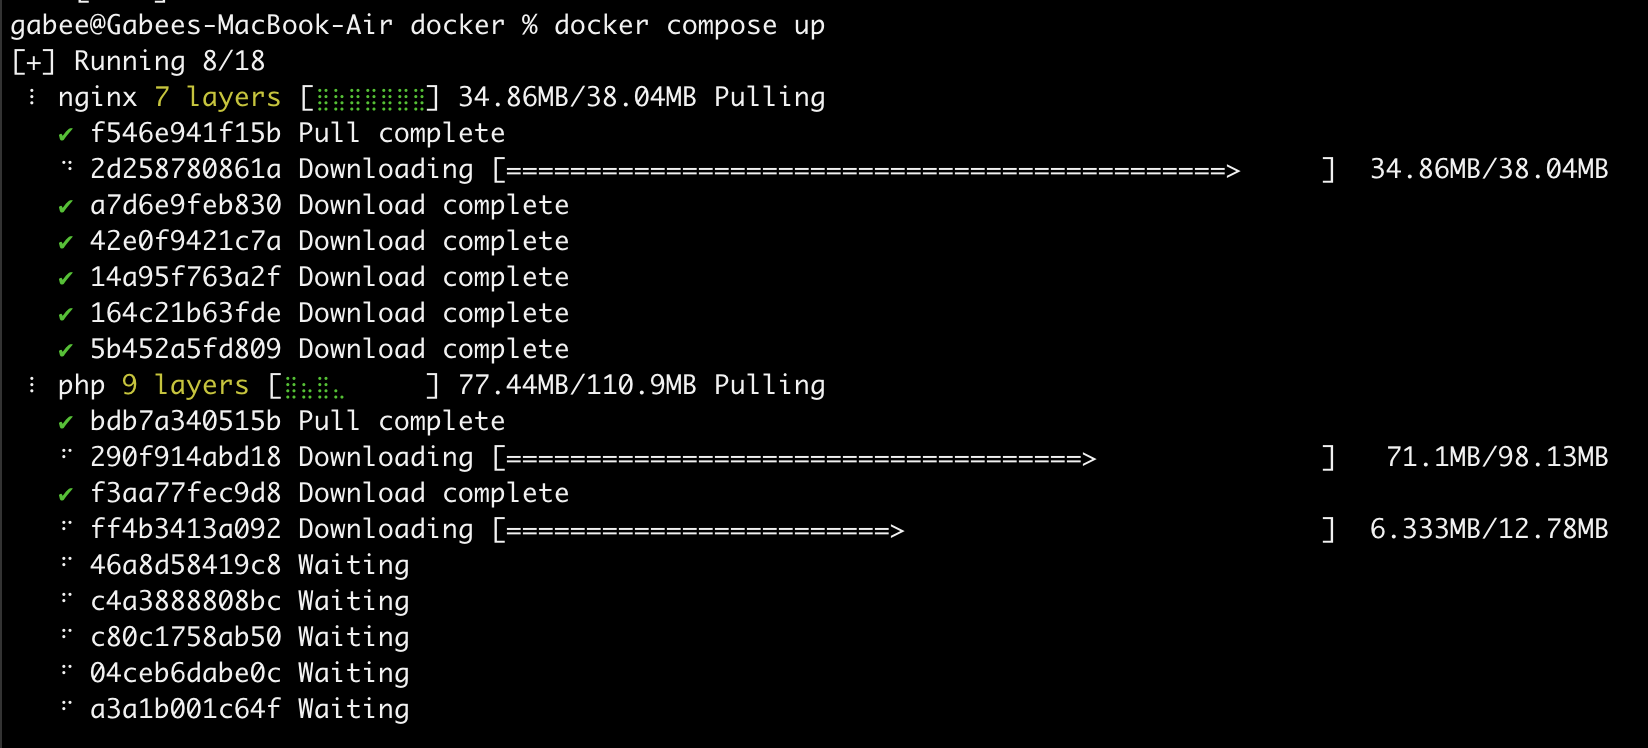 gabee@Gabees-MacBook-Air docker % docker compose up
[+] Running 8/18
⠇ nginx 7 layers [⣿⣷⣿⣿⣿⣿⣿] 34.86MB/38.04MB Pulling
✔ f546e941f15b Pull complete
⠙ 2d258780861a Downloading [=============================================>     ] 34.86MB/38.04MB
✔ a7d6e9feb830 Download complete
✔ 42e0f9421c7a Download complete
✔ 14a95f763a2f Download complete
✔ 164c21b63fde Download complete
✔ 5b452a5fd809 Download complete
⠇ php 9 layers [⣿⣦⣿⣄     ] 77.44MB/110.9MB Pulling
✔ bdb7a340515b Pull complete
⠋ 290f914abd18 Downloading [====================================>              ] 71.1MB/98.13MB
✔ f3aa77fec9d8 Download complete
⠋ ff4b3413a092 Downloading [========================>                          ] 6.333MB/12.78MB
⠋ 46a8d58419c8 Waiting
⠋ c4a3888808bc Waiting
⠋ c80c1758ab50 Waiting
⠋ 04ceb6dabe0c Waiting
⠋ a3a1b001c64f Waiting